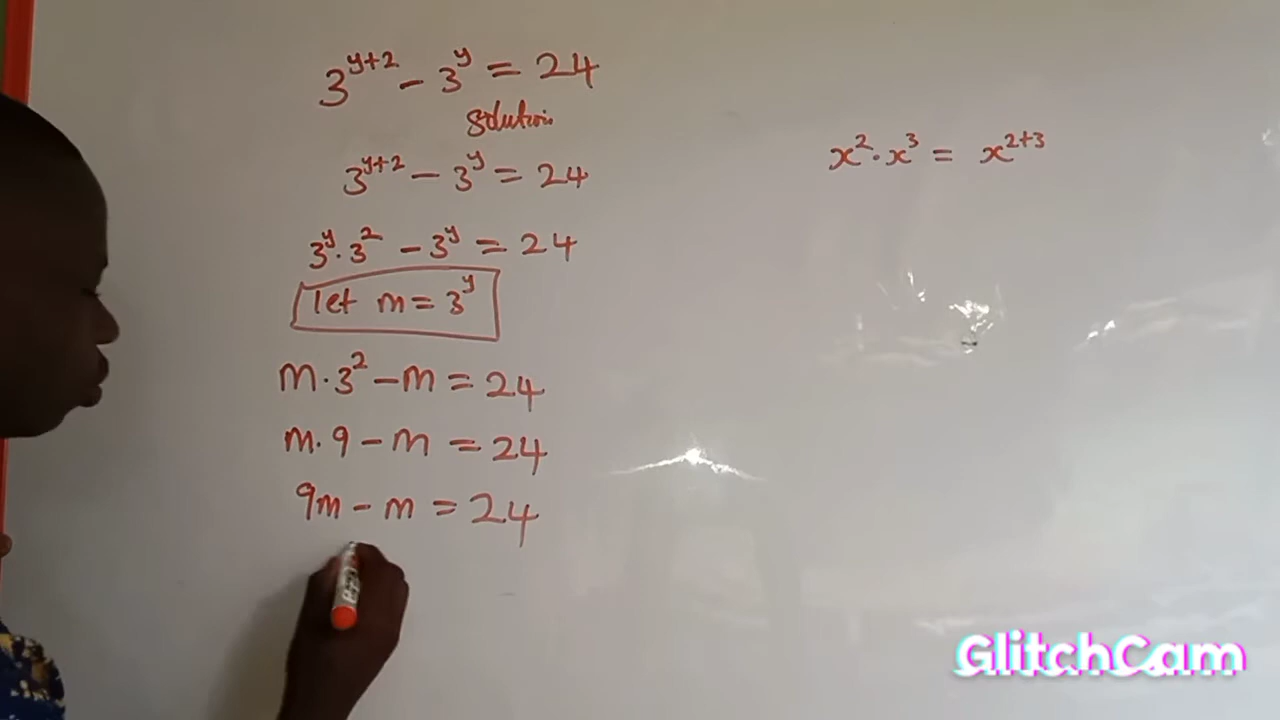 3^{y+2} - 3^y = 24
Solution
3^{y+2} - 3^y = 24
3^y · 3^2 - 3^y = 24
let m = 3^y
m · 3^2 - m = 24
m · 9 - m = 24
9m - m = 24
x^2 · x^3 = x^{2+3}
GlitchCam